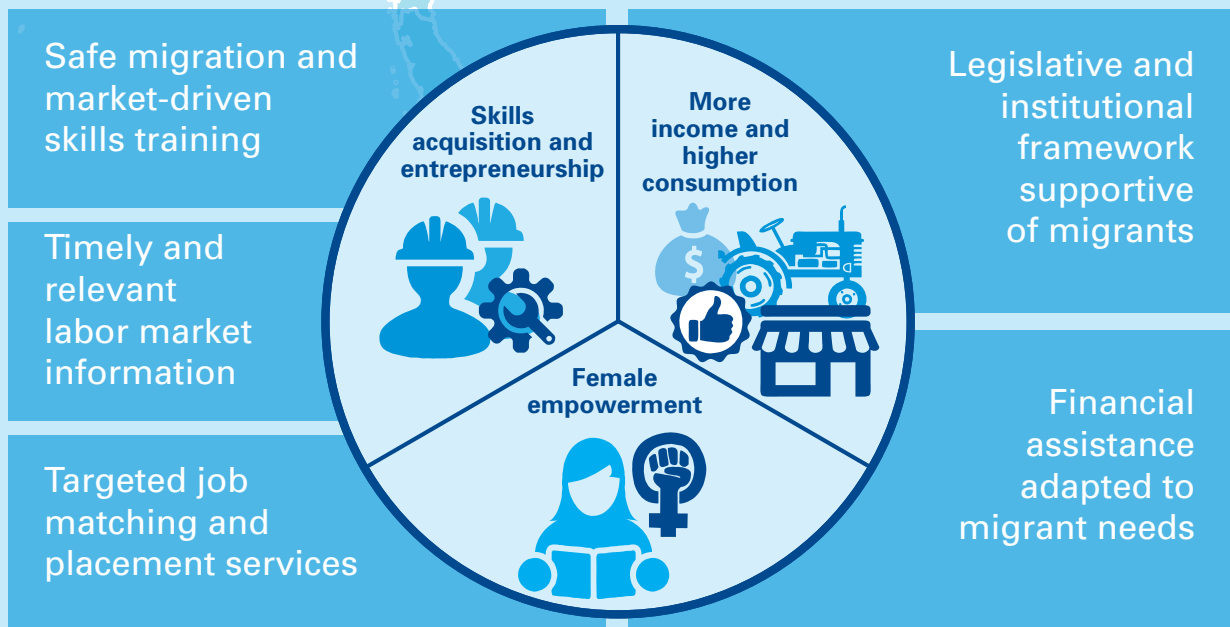 Safe migration and
market-driven
skills training
Timely and
relevant
labor market
information
Targeted job
matching and
placement services
Skills
acquisition and
entrepreneurship
More
income and
higher
consumption
$
Female
empowerment
Legislative and
institutional
framework
supportive
of migrants
Financial
assistance
adapted to
migrant needs